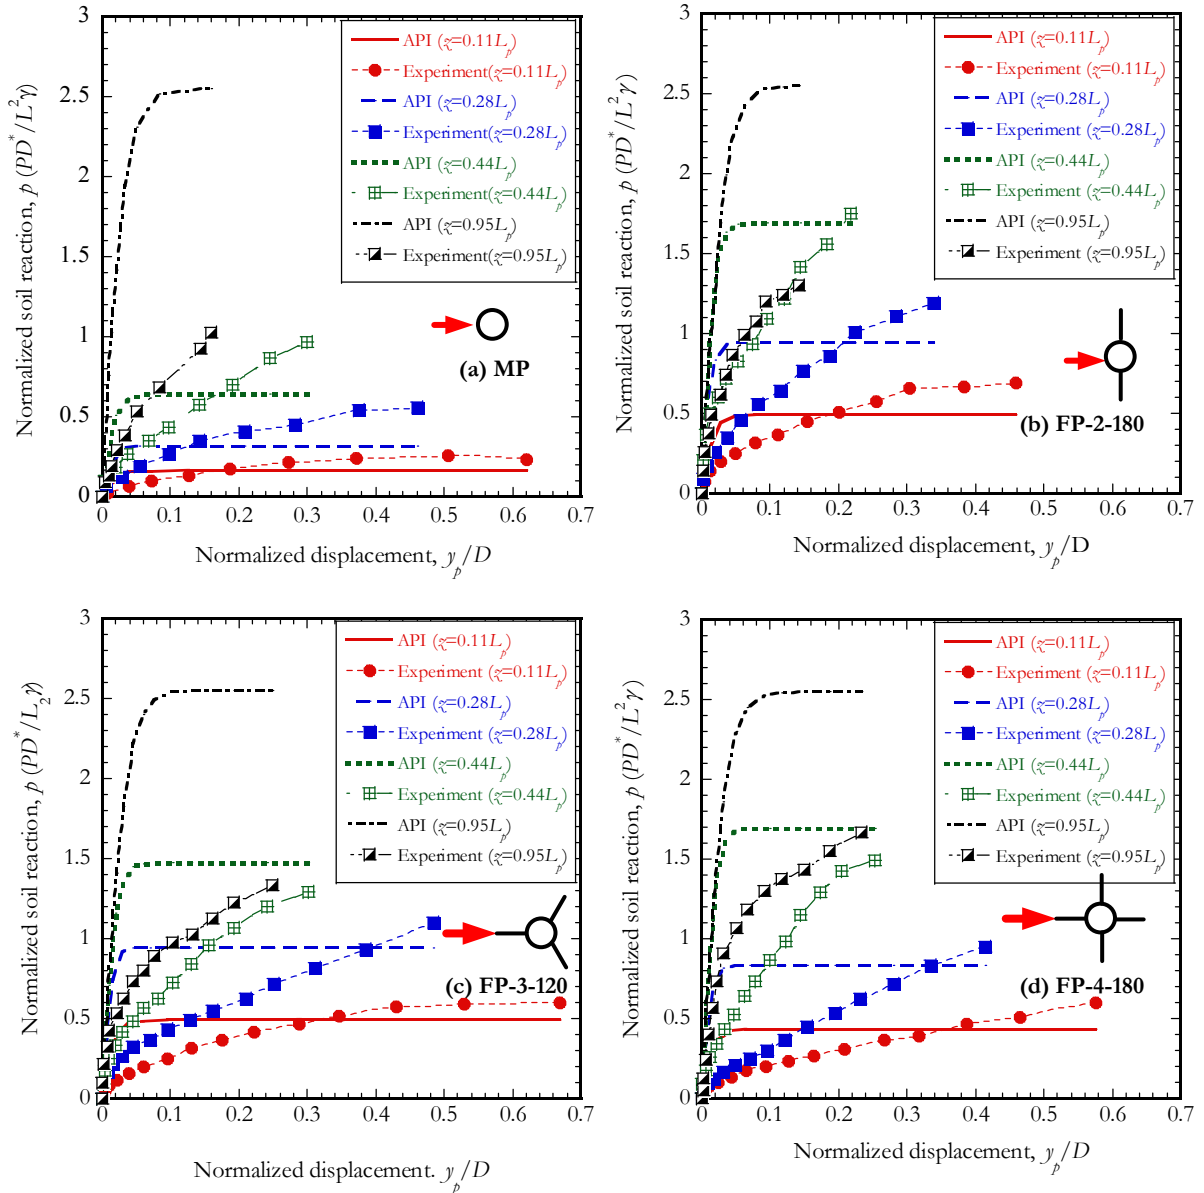 Normalized soil reaction, p (PD*/L²γ)
3
2.5
2
1.5
1
0.5
0
API (z=0.11Lp)
Experiment(z=0.11Lp)
API (z=0.28Lp)
Experiment(z=0.28Lp)
API (z=0.44Lp)
Experiment(z=0.44Lp)
API (z=0.95Lp)
Experiment(z=0.95Lp)
(a) MP
0 0.1 0.2 0.3 0.4 0.5 0.6 0.7
Normalized displacement, yp/D
Normalized soil reaction, p (PD*/L²γ)
3
2.5
2
1.5
1
0.5
0
API (z=0.11Lp)
Experiment (z=0.11Lp)
API (z=0.28Lp)
Experiment (z=0.28Lp)
API (z=0.44Lp)
Experiment (z=0.44Lp)
API (z=0.95Lp)
Experiment (z=0.95Lp)
(b) FP-2-180
0 0.1 0.2 0.3 0.4 0.5 0.6 0.7
Normalized displacement, yp/D
Normalized soil reaction, p (PD*/L2γ)
3
2.5
2
1.5
1
0.5
0
API (z=0.11Lp)
Experiment (z=0.11Lp)
API (z=0.28Lp)
Experiment (z=0.28Lp)
API (z=0.44Lp)
Experiment (z=0.44Lp)
API (z=0.95Lp)
Experiment (z=0.95Lp)
(c) FP-3-120
0 0.1 0.2 0.3 0.4 0.5 0.6 0.7
Normalized displacement. yp/D
Normalized soil reaction, p (PD*/L²γ)
3
2.5
2
1.5
1
0.5
0
API (z=0.11Lp)
Experiment (z=0.11Lp)
API (z=0.28Lp)
Experiment (z=0.28Lp)
API (z=0.44Lp)
Experiment (z=0.44Lp)
API (z=0.95Lp)
Experiment (z=0.95Lp)
(d) FP-4-180
0 0.1 0.2 0.3 0.4 0.5 0.6 0.7
Normalized displacement, yp/D